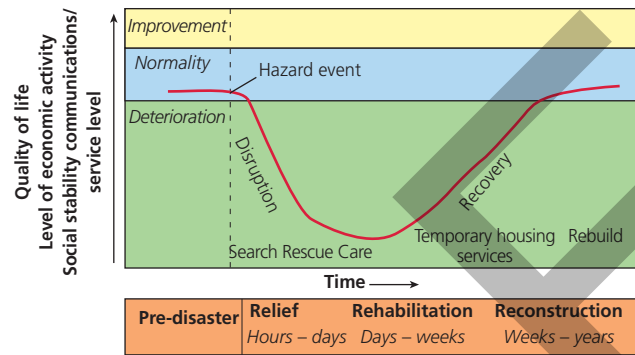 Quality of life
Level of economic activity
Social stability communications/
service level
Improvement
Normality
Hazard event
Deterioration
Disruption
Recovery
Search Rescue Care
Temporary housing
services
Rebuild
Time
Pre-disaster
Relief
Hours – days
Rehabilitation
Days – weeks
Reconstruction
Weeks – years